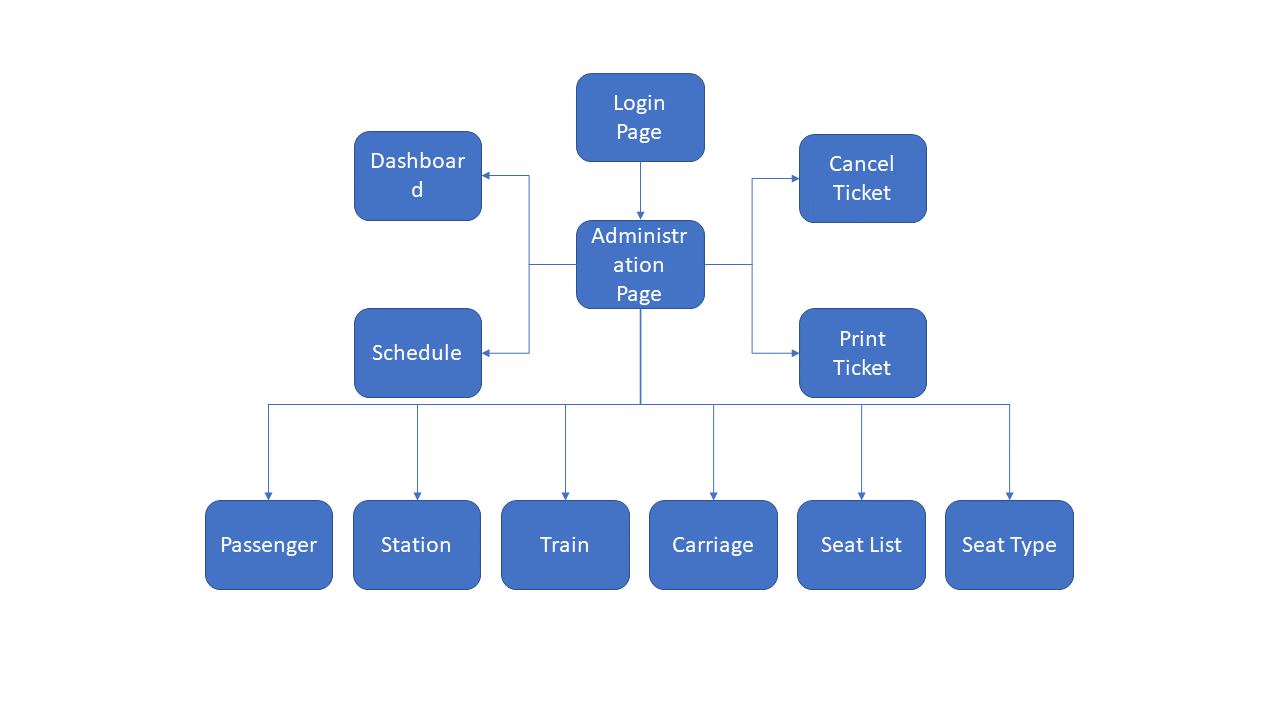 Login
Page
Dashboar
d
Cancel
Ticket
Administr
ation
Page
Schedule
Print
Ticket
Passenger
Station
Train
Carriage
Seat List
Seat Type